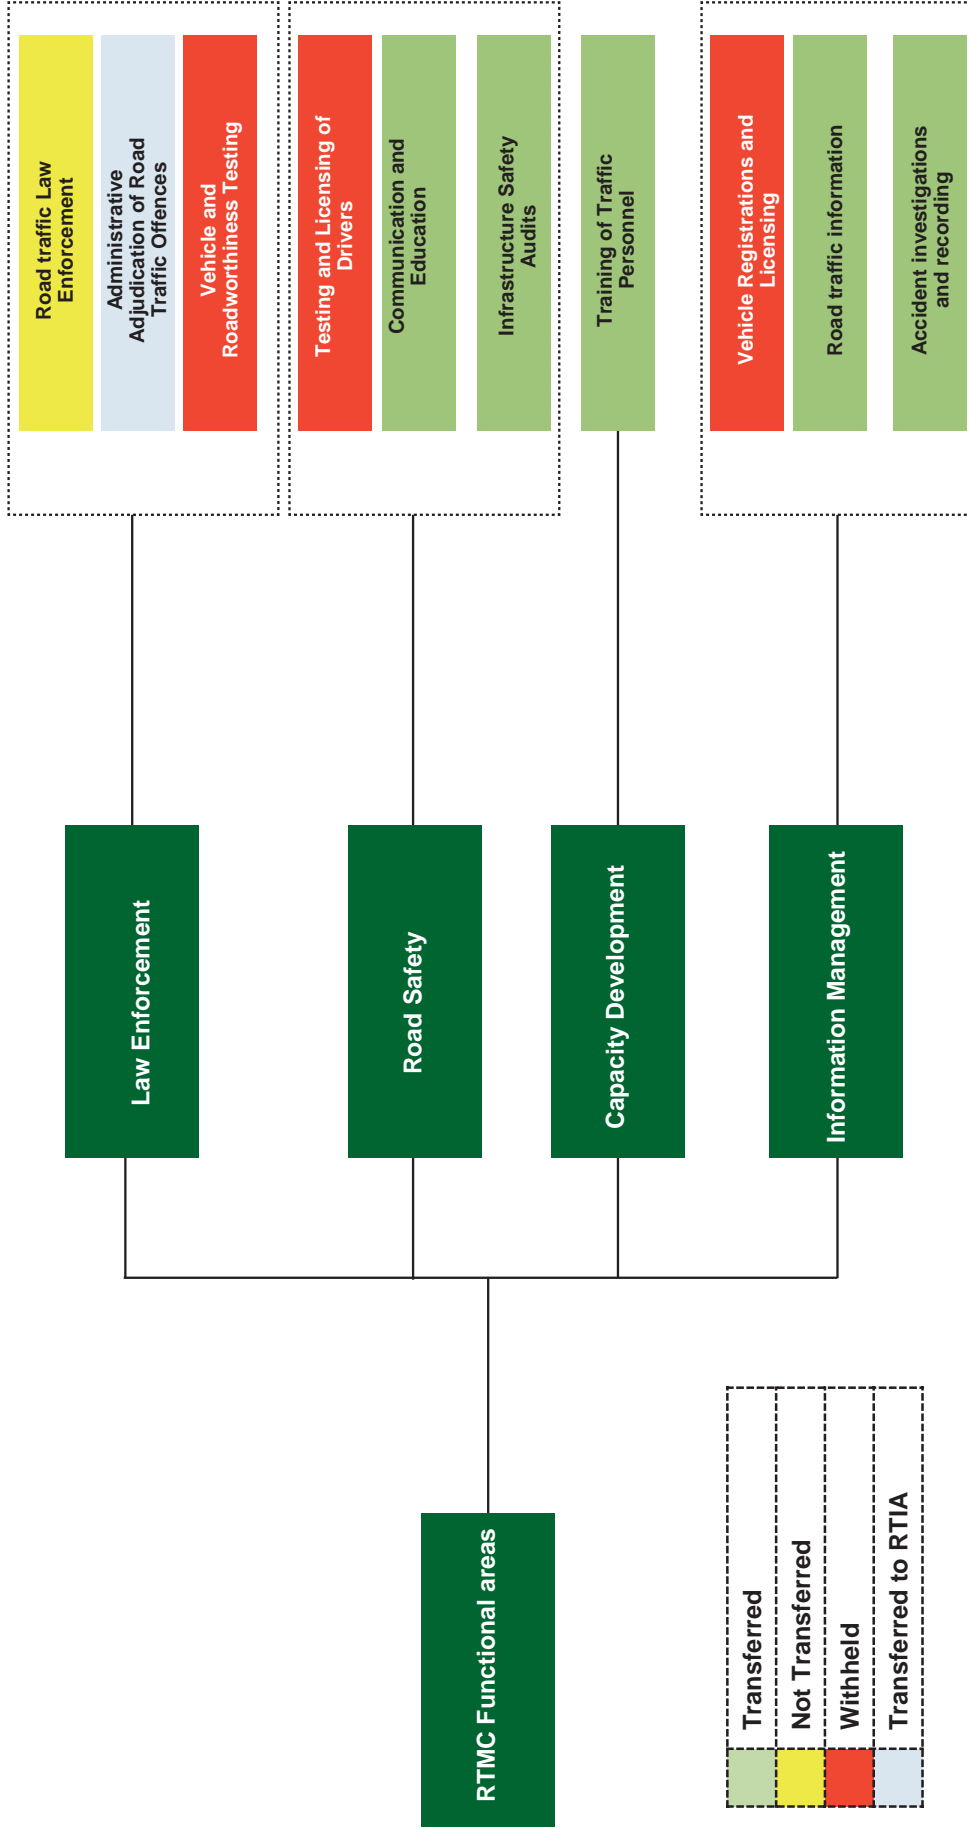 RTMC Functional areas
Law Enforcement
Road traffic Law
Enforcement
Administrative
Adjudication of Road
Traffic Offences
Vehicle and
Roadworthiness Testing
Road Safety
Testing and Licensing of
Drivers
Communication and
Education
Infrastructure Safety
Audits
Capacity Development
Training of Traffic
Personnel
Information Management
Vehicle Registrations and
Licensing
Road traffic information
Accident investigations
and recording
Transferred
Not Transferred
Withheld
Transferred to RTIA